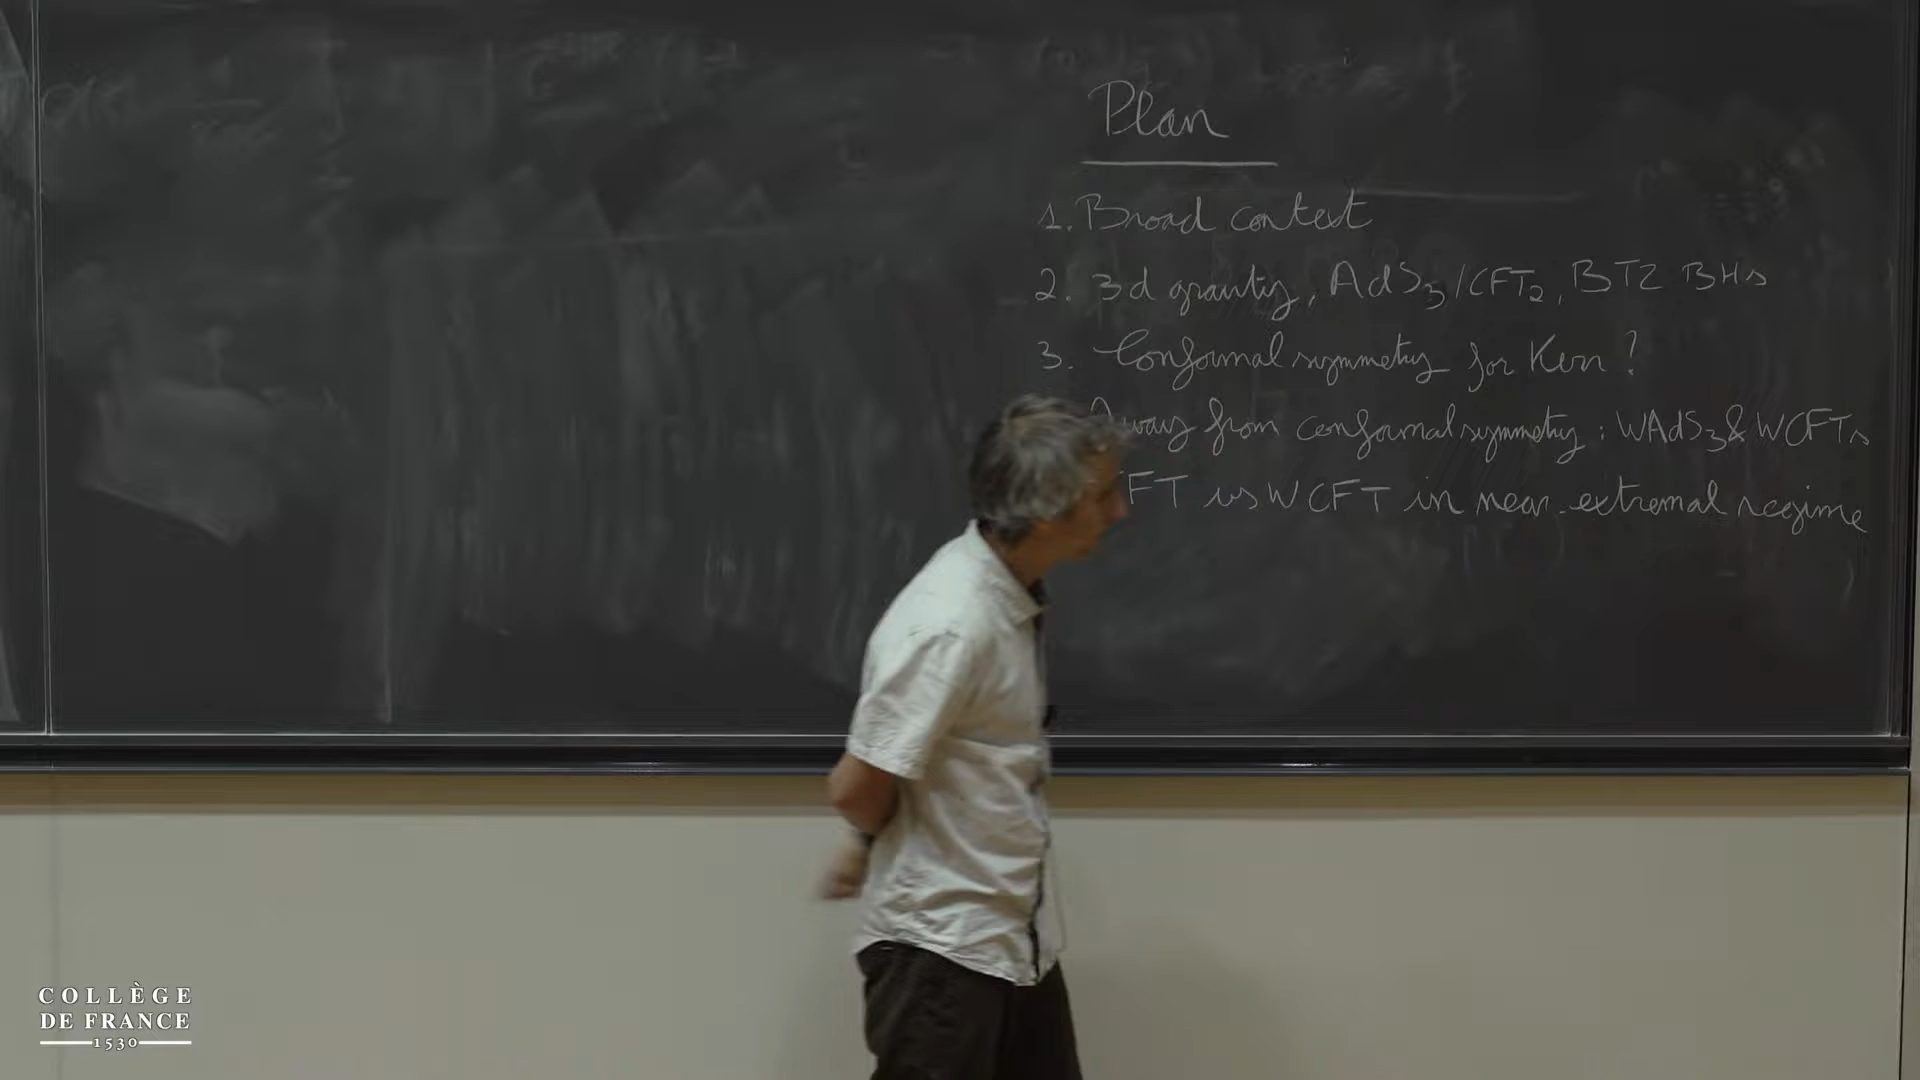 Plan
1. Broad context
2. 3d gravity, AdS₃/CFT₂, BTZ BHs
3. Conformal symmetry for Kerr?
Away from conformal symmetry: WAdS₃ & WCFTs
FT vs WCFT in near-extremal regime
COLLÈGE
DE FRANCE
1530